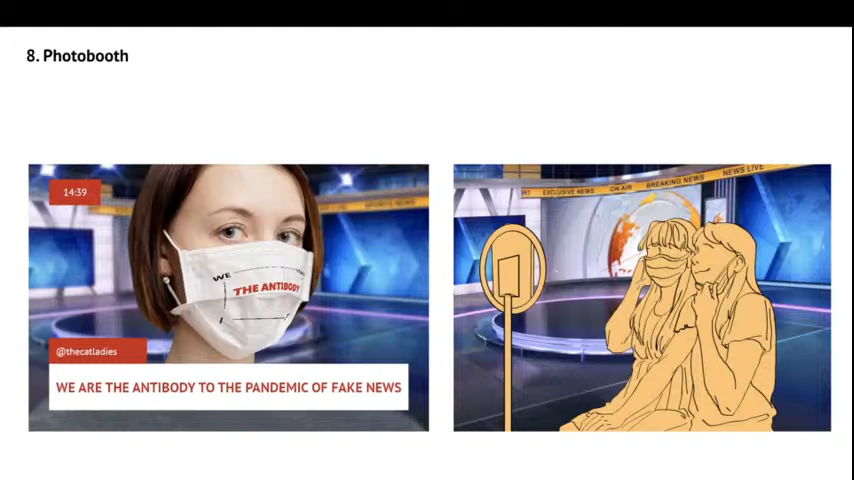 8. Photobooth
14:39
WE
THE ANTIBODY
@thecatladies
WE ARE THE ANTIBODY TO THE PANDEMIC OF FAKE NEWS
EXCLUSIVE NEWS
ON AIR
BREAKING NEWS
NEWS LIVE